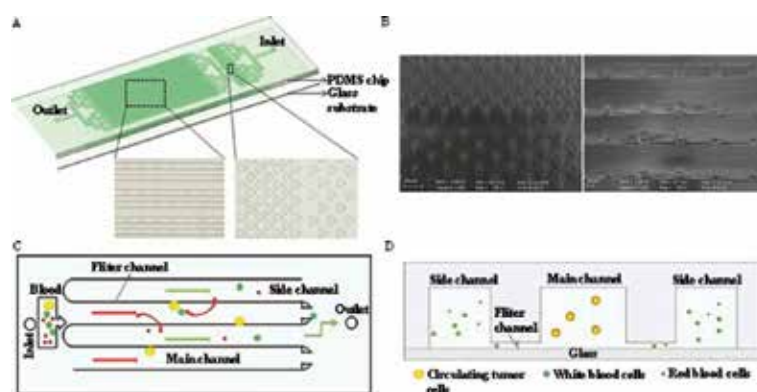 A
Inlet
PDMS chip
Glass
substrate
Outlet
B
C
Fliter channel
Blood
Side channel
Outlet
Inlet
Main channel
D
Side channel
Main channel
Side channel
Fliter
channel
Glass
Circulating tumer
cells
White blood cells
Red blood cells